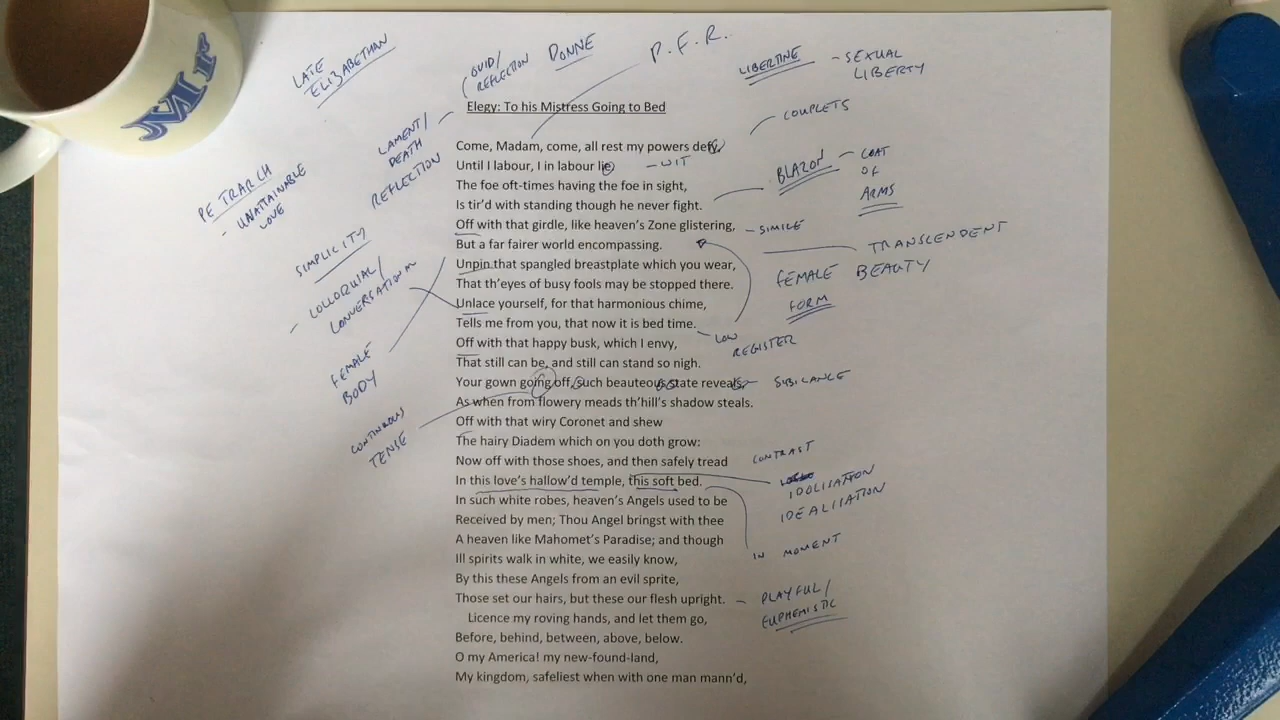 Mr
LATE
ELIZABETHAN
OVID/
REFLECTION
DONNE
P.F.R.
LIBERTINE - SEXUAL
LIBERTY
Elegy: To his Mistress Going to Bed
COUPLETS
LAMENT/
DEATH
REFLECTION
PETRARCH
- UNATTAINABLE
LOVE
SIMPLICITY
COLLOQUIAL/
CONVERSATIONAL
FEMALE
BODY
CONTINUOUS
TENSE
Come, Madam, come, all rest my powers defy,
Until I labour, I in labour lie. - WIT
The foe oft-times having the foe in sight,
Is tir'd with standing though he never fight.
Off with that girdle, like heaven's Zone glistering, - SIMILE
But a far fairer world encompassing.
Unpin that spangled breastplate which you wear,
That th'eyes of busy fools may be stopped there.
Unlace yourself, for that harmonious chime,
Tells me from you, that now it is bed time.
Off with that happy busk, which I envy,
That still can be, and still can stand so nigh.
Your gown going off, such beauteous state reveals, - SUBILANCE
As when from flowery meads th'hill's shadow steals.
Off with that wiry Coronet and shew
The hairy Diadem which on you doth grow:
Now off with those shoes, and then safely tread
In this love's hallow'd temple, this soft bed.
In such white robes, heaven's Angels used to be
Received by men; Thou Angel bringst with thee
A heaven like Mahomet's Paradise; and though
Ill spirits walk in white, we easily know,
By this these Angels from an evil sprite,
Those set our hairs, but these our flesh upright.
Licence my roving hands, and let them go,
Before, behind, between, above, below.
O my America! my new-found-land,
My kingdom, safeliest when with one man mann'd,
BLAZON - COAT
OF
ARMS
TRANSCENDENT
FEMALE BEAUTY
FORM
LOW
REGISTER
CONTRAST
IDOLISATION
IDEALISATION
IN MOMENT
PLAYFUL/
EUPHEMISTIC